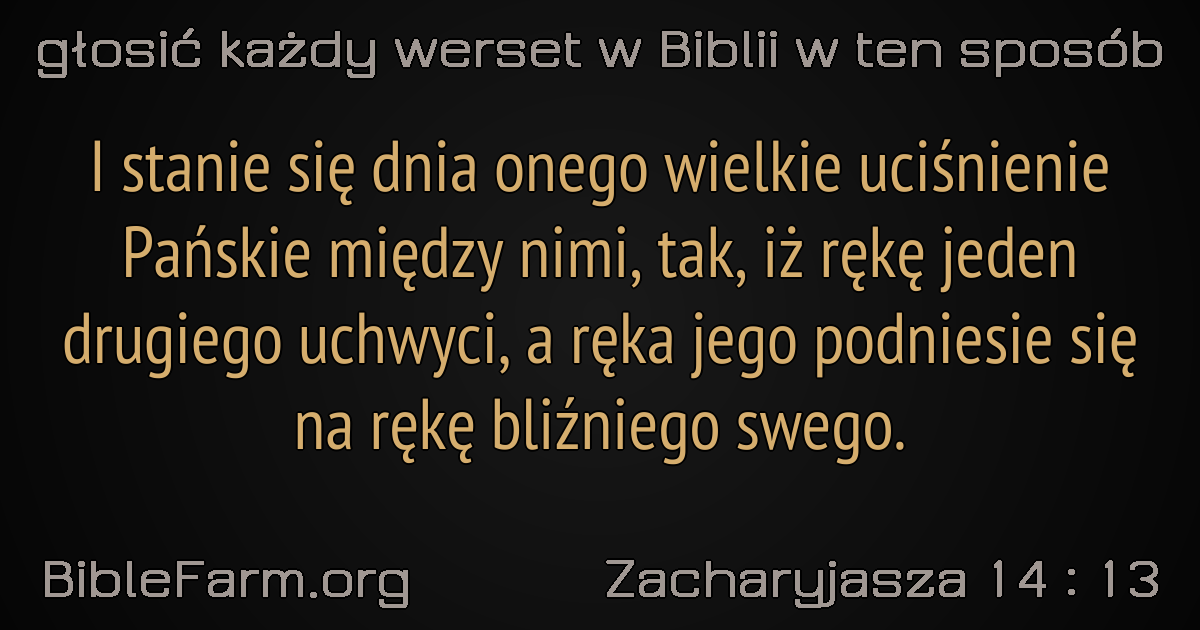 głosić każdy werset w Biblii w ten sposób
I stanie się dnia onego wielkie uciśnienie
Pańskie między nimi, tak, iż rękę jeden
drugiego uchwyci, a ręka jego podniesie się
na rękę bliźniego swego.
BibleFarm.org
Zacharyjasza 14 : 13